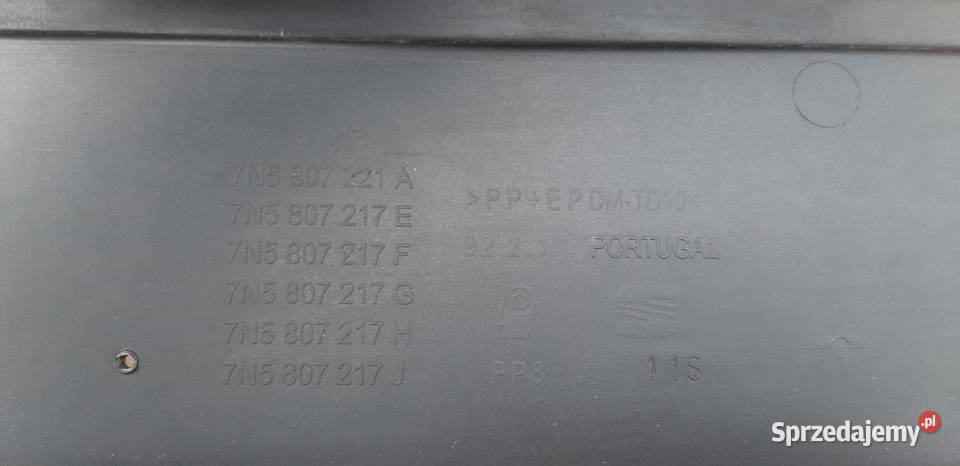 7N5 807 221 A
7N5 807 217 E
7N5 807 217 F
7N5 807 217 G
7N5 807 217 H
7N5 807 217 J
>PP+EPDM-TD10<
PORTUGAL
PP8
11S
Sprzedajemy.pl